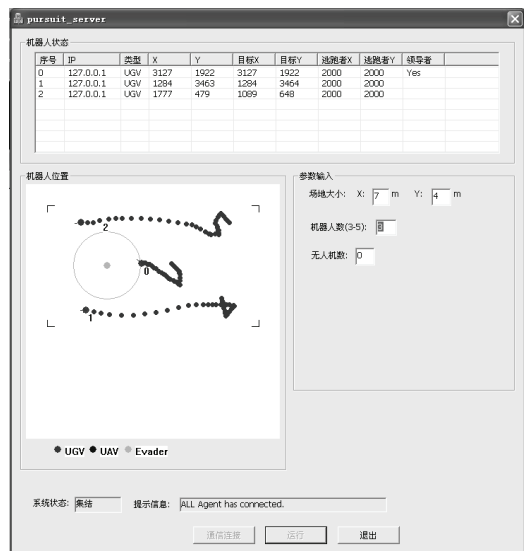 pursuit_server
机器人状态
序号 IP 类型 X Y 目标X 目标Y 逃跑者X 逃跑者Y 领导者
0 127.0.0.1 UGV 3127 1922 3127 1922 2000 2000 Yes
1 127.0.0.1 UGV 1284 3463 1284 3464 2000 2000
2 127.0.0.1 UGV 1777 479 1089 648 2000 2000
机器人位置
2
0
1
UGV UAV Evader
参数输入
场地大小: X: 7 m Y: 4 m
机器人数(3-5): 3
无人机数: 0
系统状态: 集结 提示信息: ALL Agent has connected.
通信连接 运行 退出